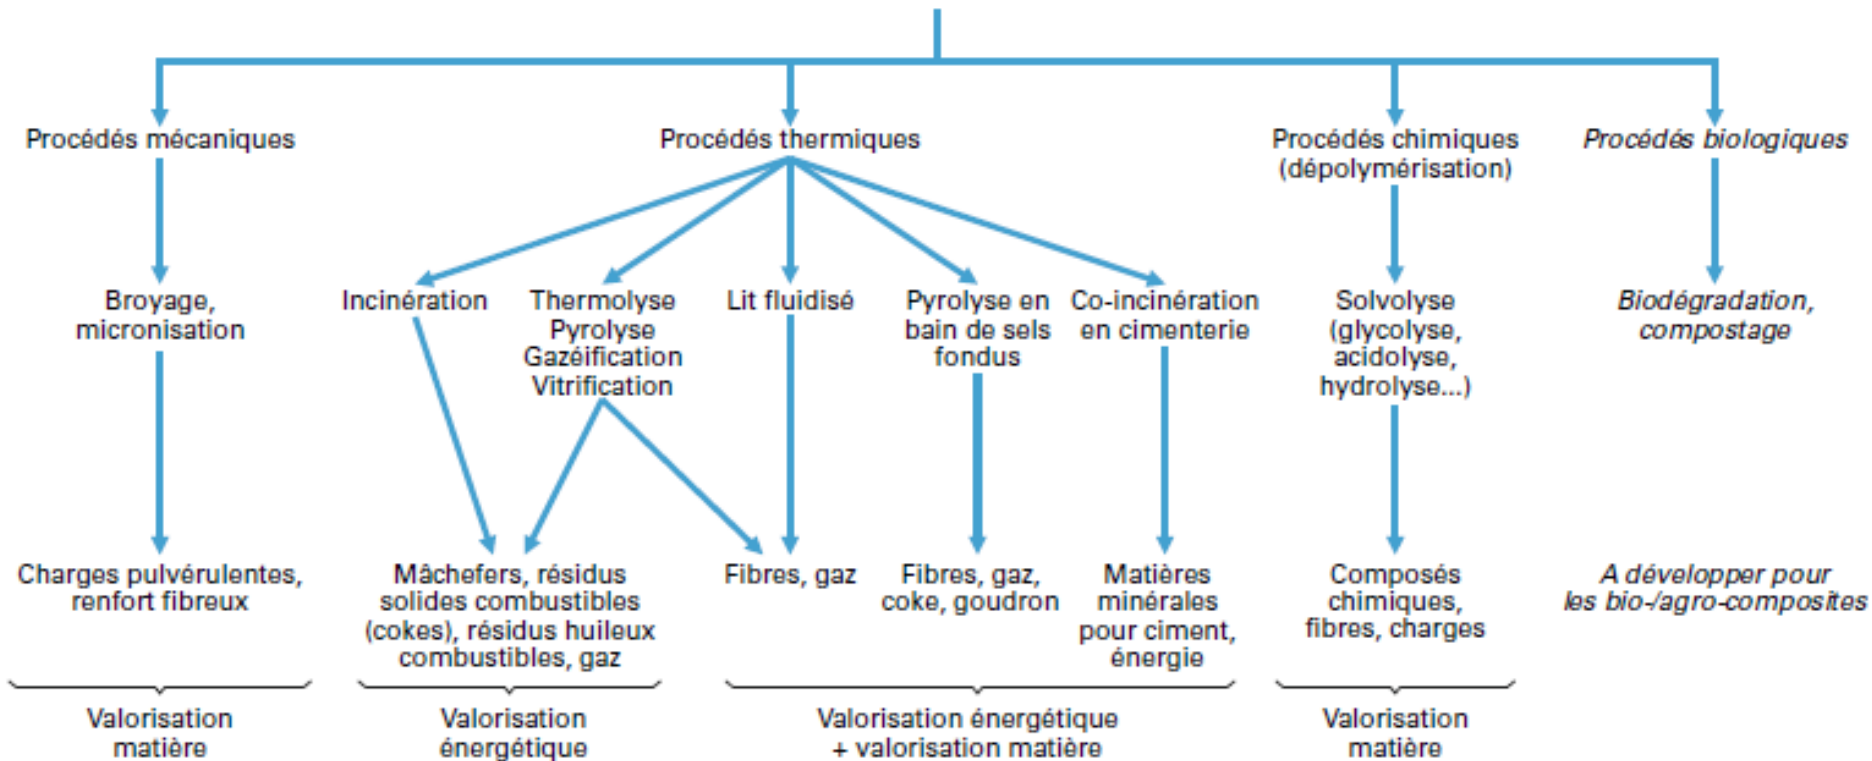 Procédés mécaniques
Procédés thermiques
Procédés chimiques
(dépolymérisation)
Procédés biologiques
Broyage,
micronisation
Incinération
Thermolyse
Pyrolyse
Gazéification
Vitrification
Lit fluidisé
Pyrolyse en
bain de sels
fondus
Co-incinération
en cimenterie
Solvolyse
(glycolyse,
acidolyse,
hydrolyse...)
Biodégradation,
compostage
Charges pulvérulentes,
renfort fibreux
Mâchefers, résidus
solides combustibles
(cokes), résidus huileux
combustibles, gaz
Fibres, gaz
Fibres, gaz,
coke, goudron
Matières
minérales
pour ciment,
énergie
Composés
chimiques,
fibres, charges
A développer pour
les bio-/agro-composites
Valorisation
matière
Valorisation
énergétique
Valorisation énergétique
+ valorisation matière
Valorisation
matière